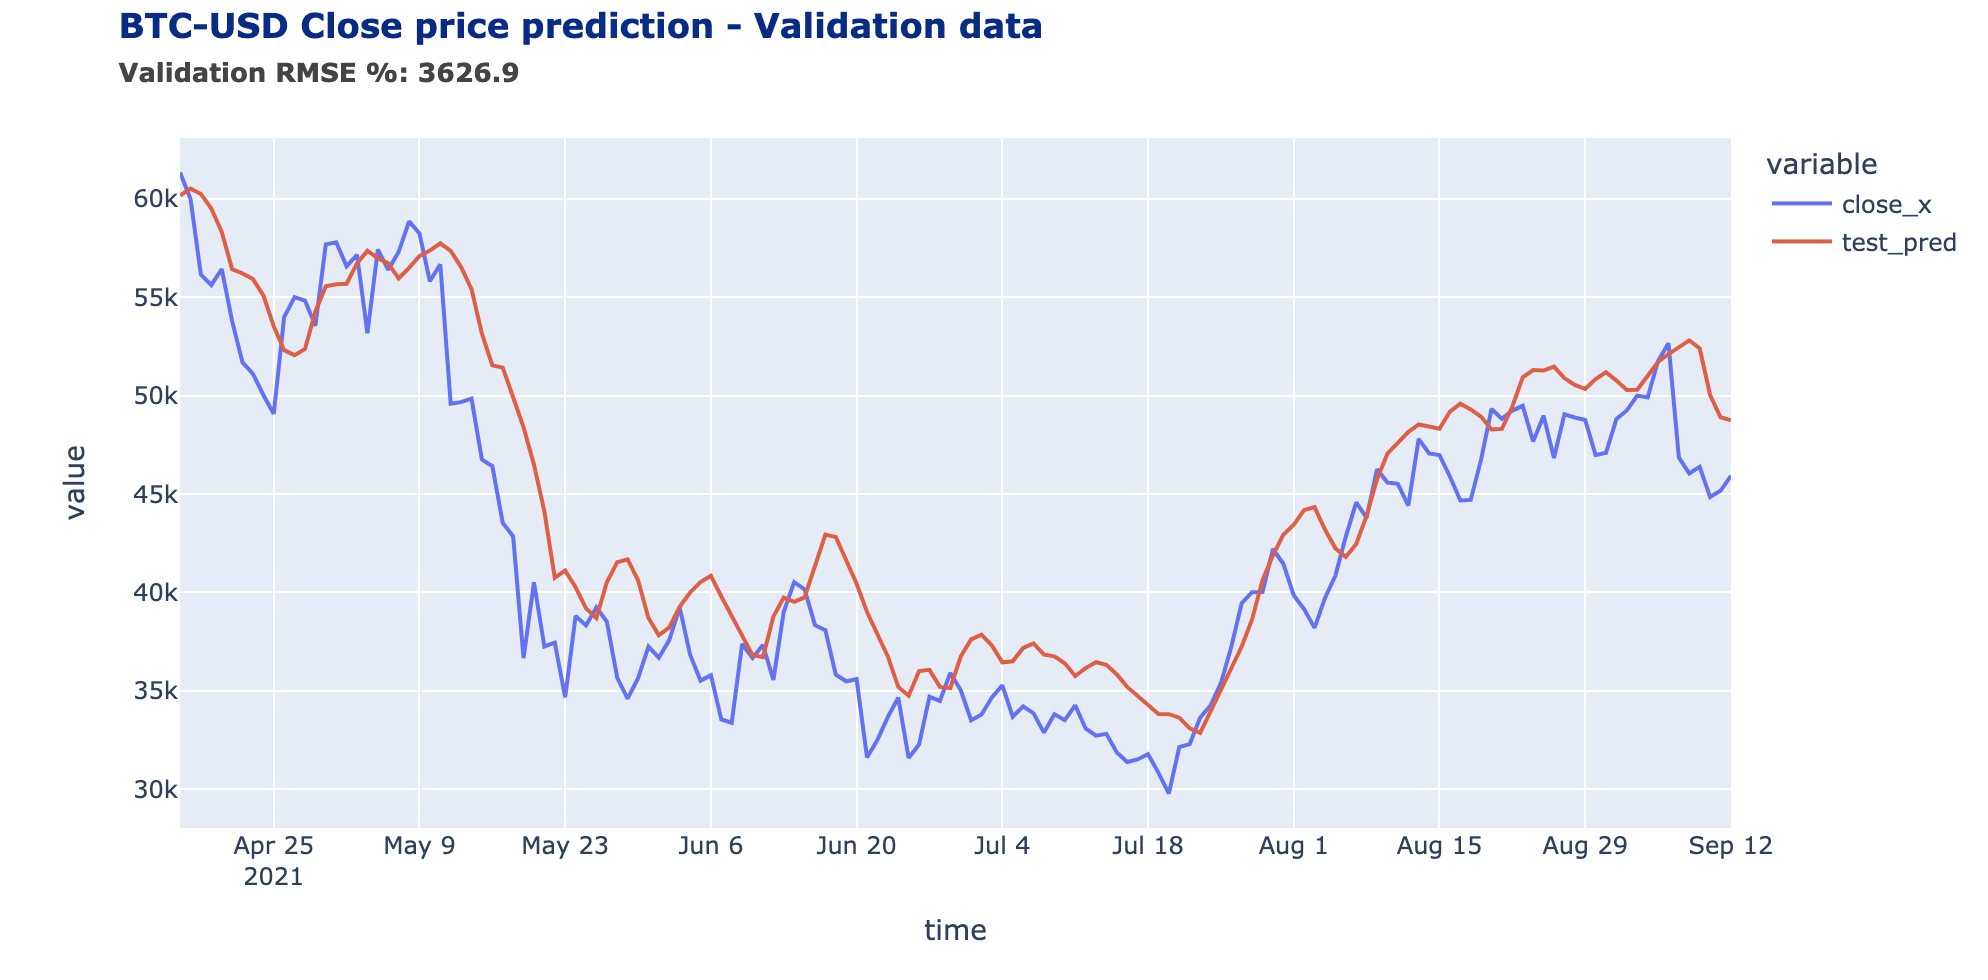 BTC-USD Close price prediction - Validation data
Validation RMSE %: 3626.9
variable
close_x
test_pred
value
60k
55k
50k
45k
40k
35k
30k
Apr 25
2021
May 9
May 23
Jun 6
Jun 20
Jul 4
Jul 18
Aug 1
Aug 15
Aug 29
Sep 12
time